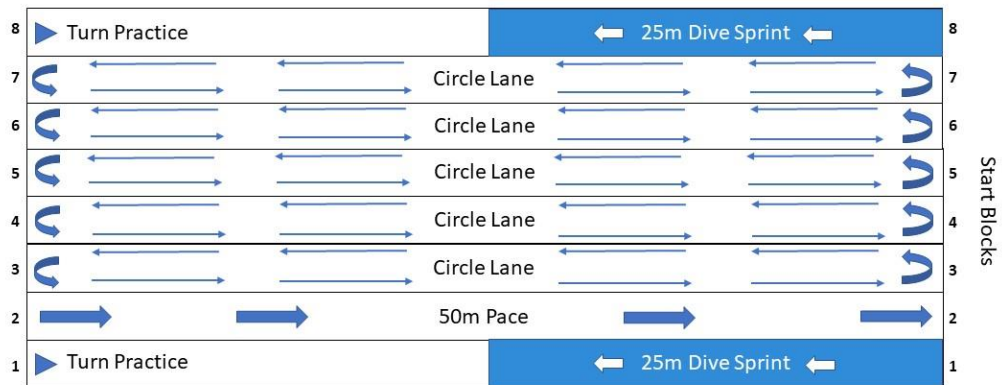 8 Turn Practice 25m Dive Sprint 8
7 Circle Lane 7
6 Circle Lane 6
5 Circle Lane 5
4 Circle Lane 4
3 Circle Lane 3
2 50m Pace 2
1 Turn Practice 25m Dive Sprint 1
Start Blocks